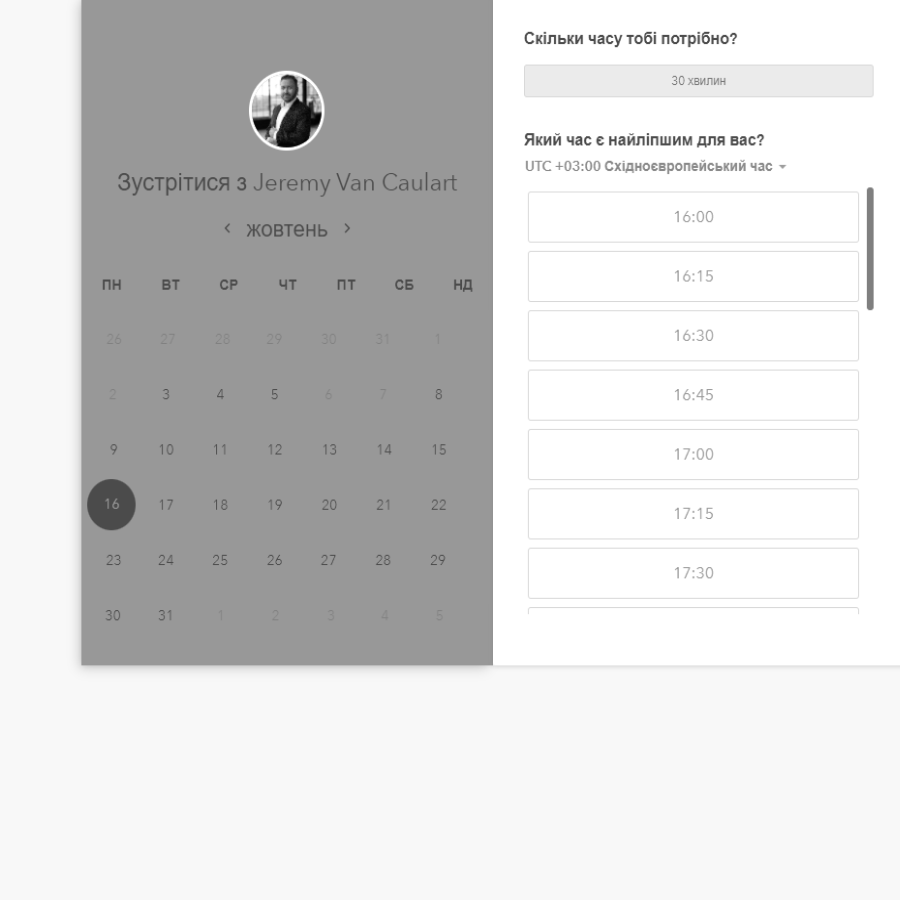 Зустрітися з Jeremy Van Caulart
жовтень
ПН ВТ СР ЧТ ПТ СБ НД
26 27 28 29 30 31 1
2 3 4 5 6 7 8
9 10 11 12 13 14 15
16 17 18 19 20 21 22
23 24 25 26 27 28 29
30 31 1 2 3 4 5
Скільки часу тобі потрібно?
30 хвилин
Який час є найліпшим для вас?
UTC +03:00 Східноєвропейський час
16:00
16:15
16:30
16:45
17:00
17:15
17:30